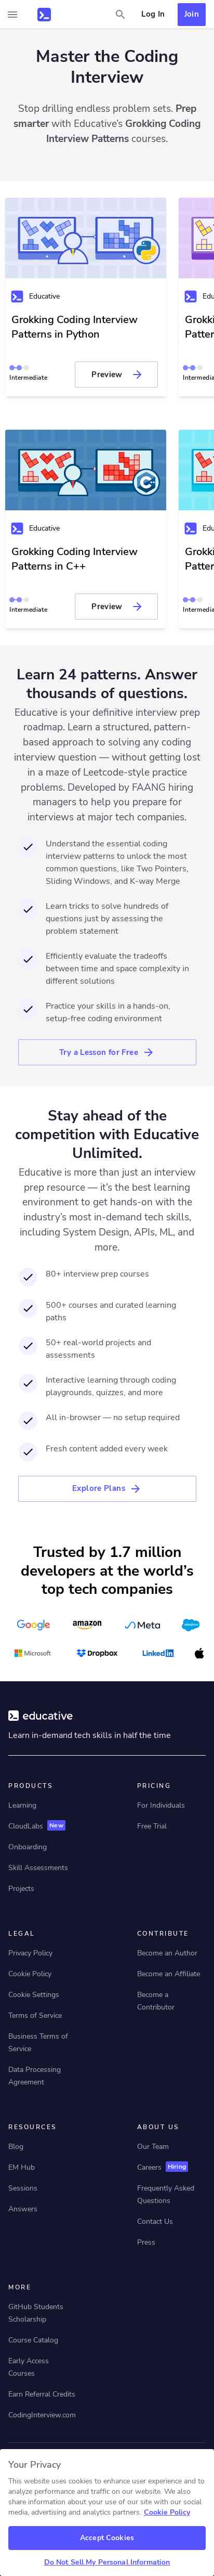 Log In
Join
Master the Coding
Interview
Stop drilling endless problem sets. Prep
smarter with Educative’s Grokking Coding
Interview Patterns courses.
Educative
Grokking Coding Interview
Patterns in Python
Intermediate
Preview
Educative
Grokking Coding Interview
Patterns in C++
Intermediate
Preview
Learn 24 patterns. Answer
thousands of questions.
Educative is your definitive interview prep
roadmap. Learn a structured, pattern-
based approach to solving any coding
interview question — without getting lost
in a maze of Leetcode-style practice
problems. Developed by FAANG hiring
managers to help you prepare for
interviews at major tech companies.
Understand the essential coding
interview patterns to unlock the most
common questions, like Two Pointers,
Sliding Windows, and K-way Merge
Learn tricks to solve hundreds of
questions just by assessing the
problem statement
Efficiently evaluate the tradeoffs
between time and space complexity in
different solutions
Practice your skills in a hands-on,
setup-free coding environment
Try a Lesson for Free
Stay ahead of the
competition with Educative
Unlimited.
Educative is more than just an interview
prep resource — it’s the best learning
environment to get hands-on with the
industry’s most in-demand tech skills,
including System Design, APIs, ML, and
more.
80+ interview prep courses
500+ courses and curated learning
paths
50+ real-world projects and
assessments
Interactive learning through coding
playgrounds, quizzes, and more
All in-browser — no setup required
Fresh content added every week
Explore Plans
Trusted by 1.7 million
developers at the world’s
top tech companies
Google
amazon
Meta
salesforce
Microsoft
Dropbox
LinkedIn
educative
Learn in-demand tech skills in half the time
PRODUCTS
Learning
CloudLabs New
Onboarding
Skill Assessments
Projects
PRICING
For Individuals
Free Trial
LEGAL
Privacy Policy
Cookie Policy
Cookie Settings
Terms of Service
Business Terms of
Service
Data Processing
Agreement
CONTRIBUTE
Become an Author
Become an Affiliate
Become a
Contributor
RESOURCES
Blog
EM Hub
Sessions
Answers
ABOUT US
Our Team
Careers Hiring
Frequently Asked
Questions
Contact Us
Press
MORE
GitHub Students
Scholarship
Course Catalog
Early Access
Courses
Earn Referral Credits
CodingInterview.com
Your Privacy
This website uses cookies to enhance user experience and to
analyze performance and traffic on our website. We also
share information about your use of our site with our social
media, advertising and analytics partners. Cookie Policy
Accept Cookies
Do Not Sell My Personal Information